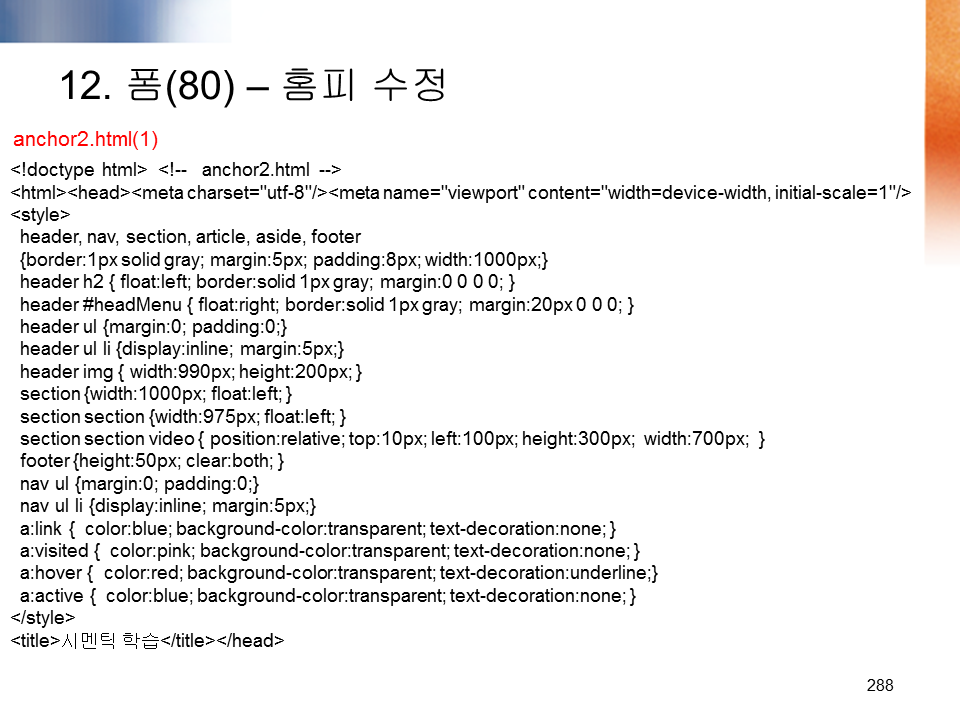 12. 폼(80) – 홈피 수정
anchor2.html(1)
<!doctype html> <!-- anchor2.html -->
<html><head><meta charset="utf-8"/><meta name="viewport" content="width=device-width, initial-scale=1"/>
<style>
header, nav, section, article, aside, footer
{border:1px solid gray; margin:5px; padding:8px; width:1000px;}
header h2 { float:left; border:solid 1px gray; margin:0 0 0 0; }
header #headMenu { float:right; border:solid 1px gray; margin:20px 0 0 0; }
header ul {margin:0; padding:0;}
header ul li {display:inline; margin:5px;}
header img { width:990px; height:200px; }
section {width:1000px; float:left; }
section section {width:975px; float:left; }
section section video { position:relative; top:10px; left:100px; height:300px; width:700px; }
footer {height:50px; clear:both; }
nav ul {margin:0; padding:0;}
nav ul li {display:inline; margin:5px;}
a:link { color:blue; background-color:transparent; text-decoration:none; }
a:visited { color:pink; background-color:transparent; text-decoration:none; }
a:hover { color:red; background-color:transparent; text-decoration:underline;}
a:active { color:blue; background-color:transparent; text-decoration:none; }
</style>
<title>시멘틱 학습</title></head>
288